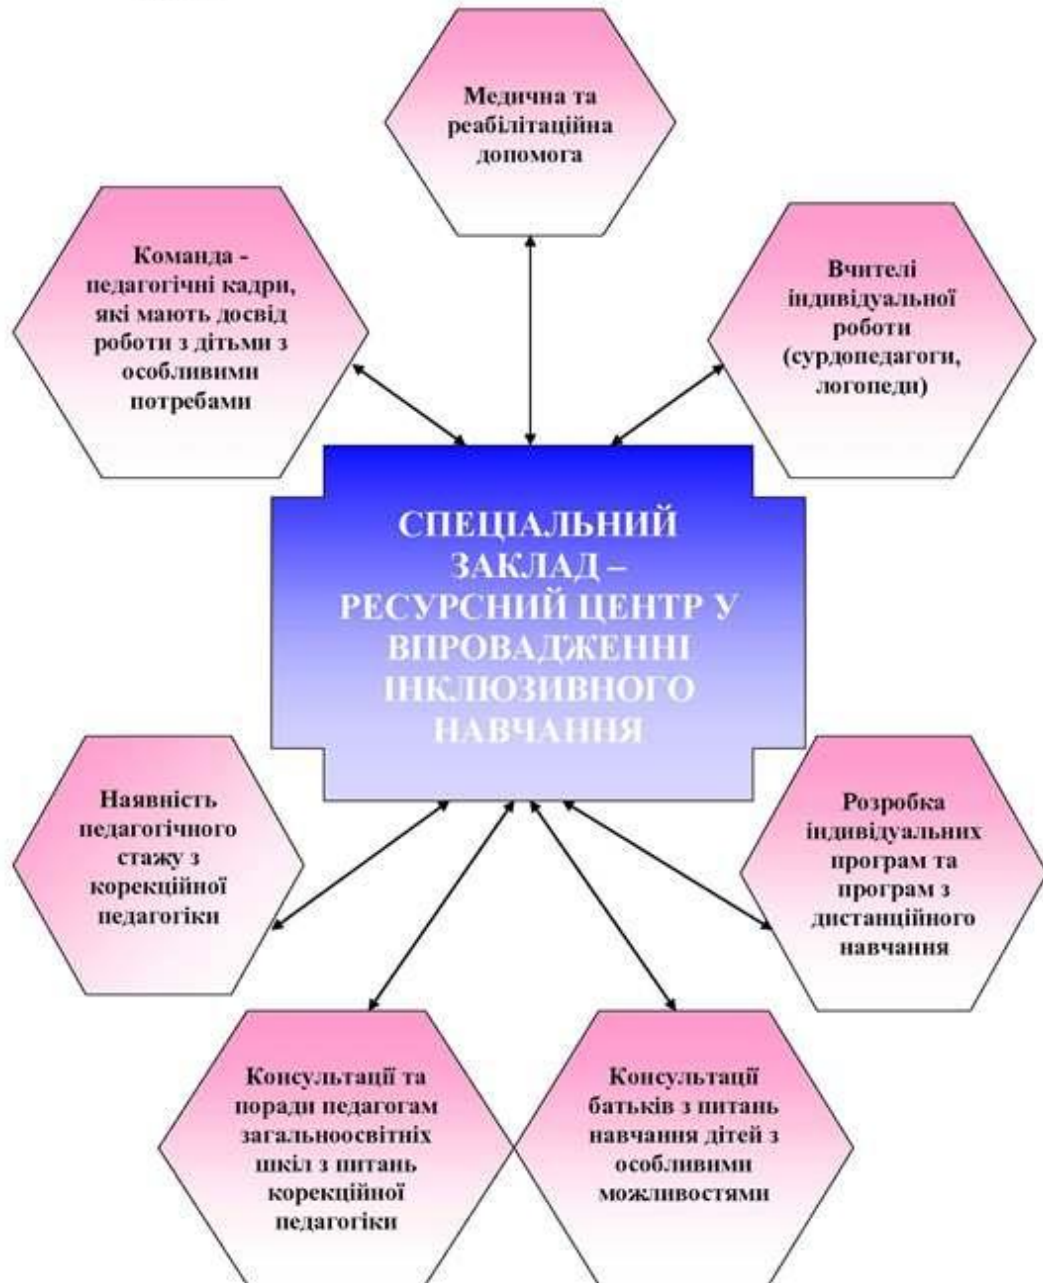 Медична та
реабілітаційна
допомога
Команда -
педагогічні кадри,
які мають досвід
роботи з дітьми з
особливими
потребами
Вчителі
індивідуальної
роботи
(сурдопедагоги,
логопеди)
СПЕЦІАЛЬНИЙ
ЗАКЛАД –
РЕСУРСНИЙ ЦЕНТР У
ВПРОВАДЖЕННІ
ІНКЛЮЗИВНОГО
НАВЧАННЯ
Наявність
педагогічного
стажу з
корекційної
педагогіки
Розробка
індивідуальних
програм та
програм з
дистанційного
навчання
Консультації та
поради педагогам
загальноосвітніх
шкіл з питань
корекційної
педагогіки
Консультації
батьків з питань
навчання дітей з
особливими
можливостями